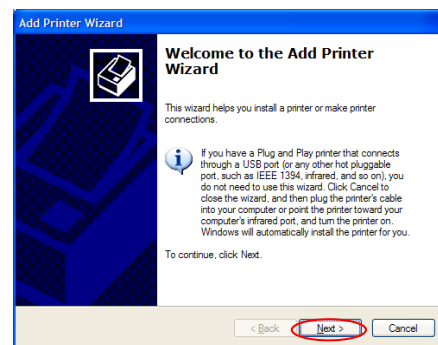 Add Printer Wizard
Welcome to the Add Printer
Wizard
This wizard helps you install a printer or make printer
connections.
If you have a Plug and Play printer that connects
through a USB port (or any other hot pluggable
port, such as IEEE 1394, infrared, and so on), you
do not need to use this wizard. Click Cancel to
close the wizard, and then plug the printer's cable
into your computer or point the printer toward your
computer's infrared port, and turn the printer on.
Windows will automatically install the printer for you.
To continue, click Next.
< Back Next > Cancel